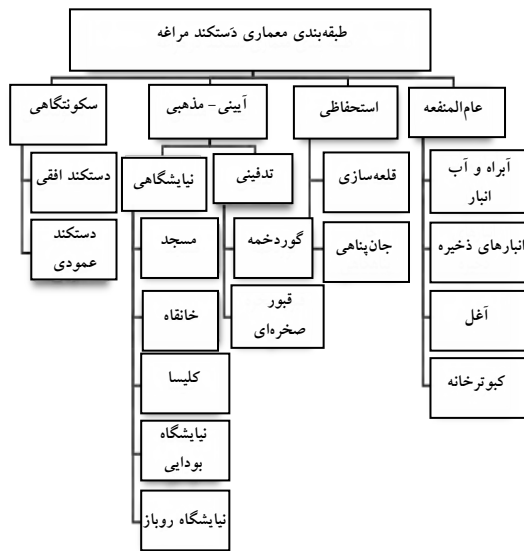 طبقه‌بندی معماری دَستکند مراغه
عام‌المنفعه
آبراه و آب
انبار
انبارهای ذخیره
آغل
کبوترخانه
استحفاظی
قلعه‌سازی
جان‌پناهی
آیینی- مذهبی
تدفینی
گوردخمه
قبور
صخره‌ای
نیایشگاهی
مسجد
خانقاه
کلیسا
نیایشگاه
بودایی
نیایشگاه روباز
سکونتگاهی
دستکند افقی
دستکند
عمودی